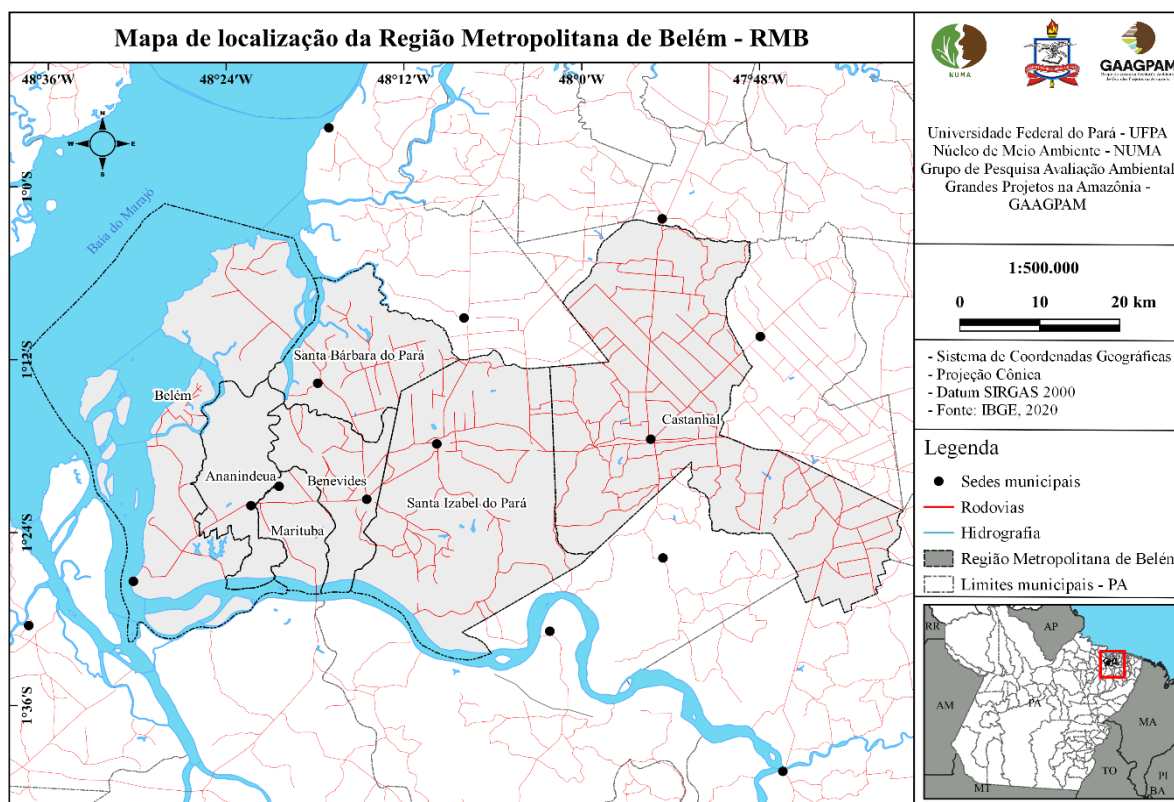 Mapa de localização da Região Metropolitana de Belém - RMB
48°36'W
48°24'W
48°12'W
48°0'W
47°48'W
1°0'S
1°12'S
1°24'S
1°36'S
N
W
E
S
Baía do Marajó
Santa Bárbara do Pará
Belém
Castanhal
Ananindeua
Benevides
Santa Izabel do Pará
Marituba
NUMA
GAAGPAM
Universidade Federal do Pará - UFPA
Núcleo de Meio Ambiente - NUMA
Grupo de Pesquisa Avaliação Ambiental
Grandes Projetos na Amazônia -
GAAGPAM
1:500.000
0 10 20 km
- Sistema de Coordenadas Geográficas
- Projeção Cônica
- Datum SIRGAS 2000
- Fonte: IBGE, 2020
Legenda
Sedes municipais
Rodovias
Hidrografia
Região Metropolitana de Belém
Limites municipais - PA
RR
AP
AM
PA
MA
TO
PI
MT
BA